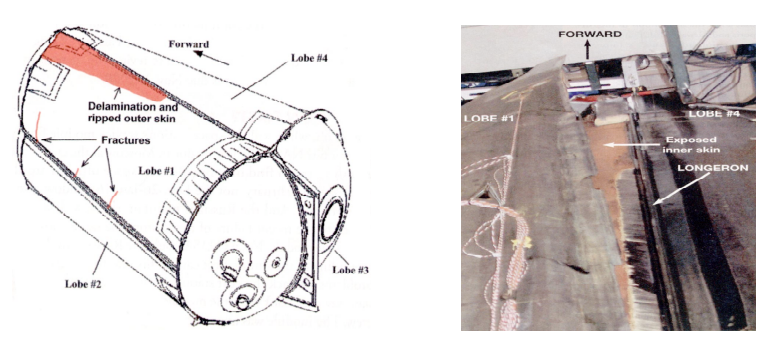 Forward
Lobe #4
Delamination and
ripped outer skin
Fractures
Lobe #1
Lobe #3
Lobe #2
FORWARD
LOBE #1
LOBE #4
Exposed
inner skin
LONGERON